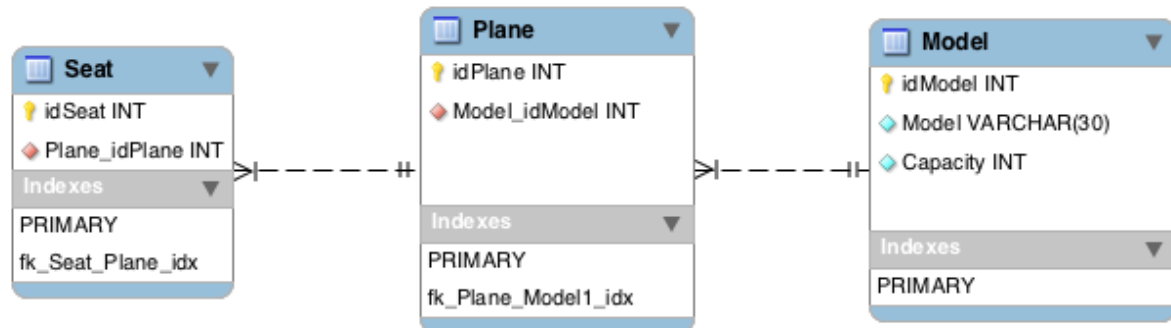 Seat
idSeat INT
Plane_idPlane INT
Indexes
PRIMARY
fk_Seat_Plane_idx
Plane
idPlane INT
Model_idModel INT
Indexes
PRIMARY
fk_Plane_Model1_idx
Model
idModel INT
Model VARCHAR(30)
Capacity INT
Indexes
PRIMARY